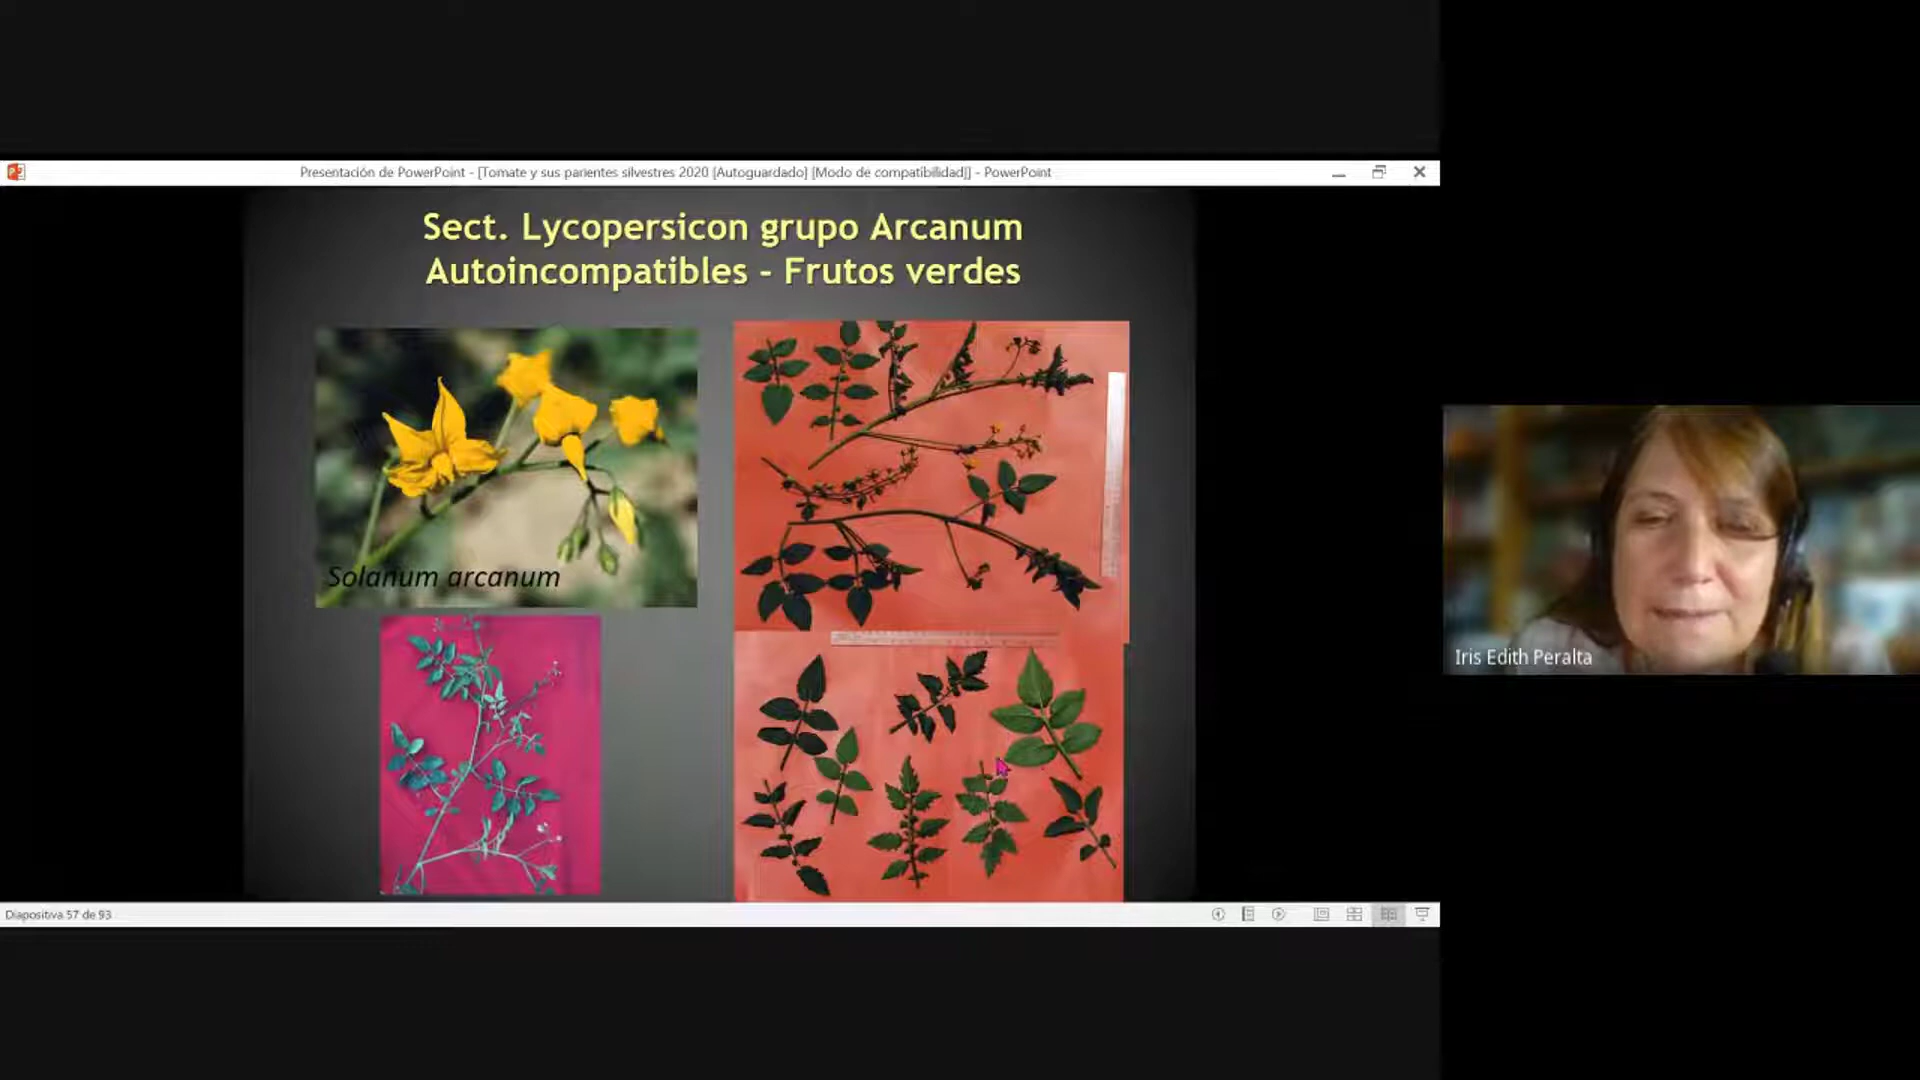 Presentación de PowerPoint - [Tomate y sus parientes silvestres 2020 [Autoguardado] [Modo de compatibilidad]] - PowerPoint
Sect. Lycopersicon grupo Arcanum
Autoincompatibles - Frutos verdes
Solanum arcanum
Iris Edith Peralta
Diapositiva 57 de 93